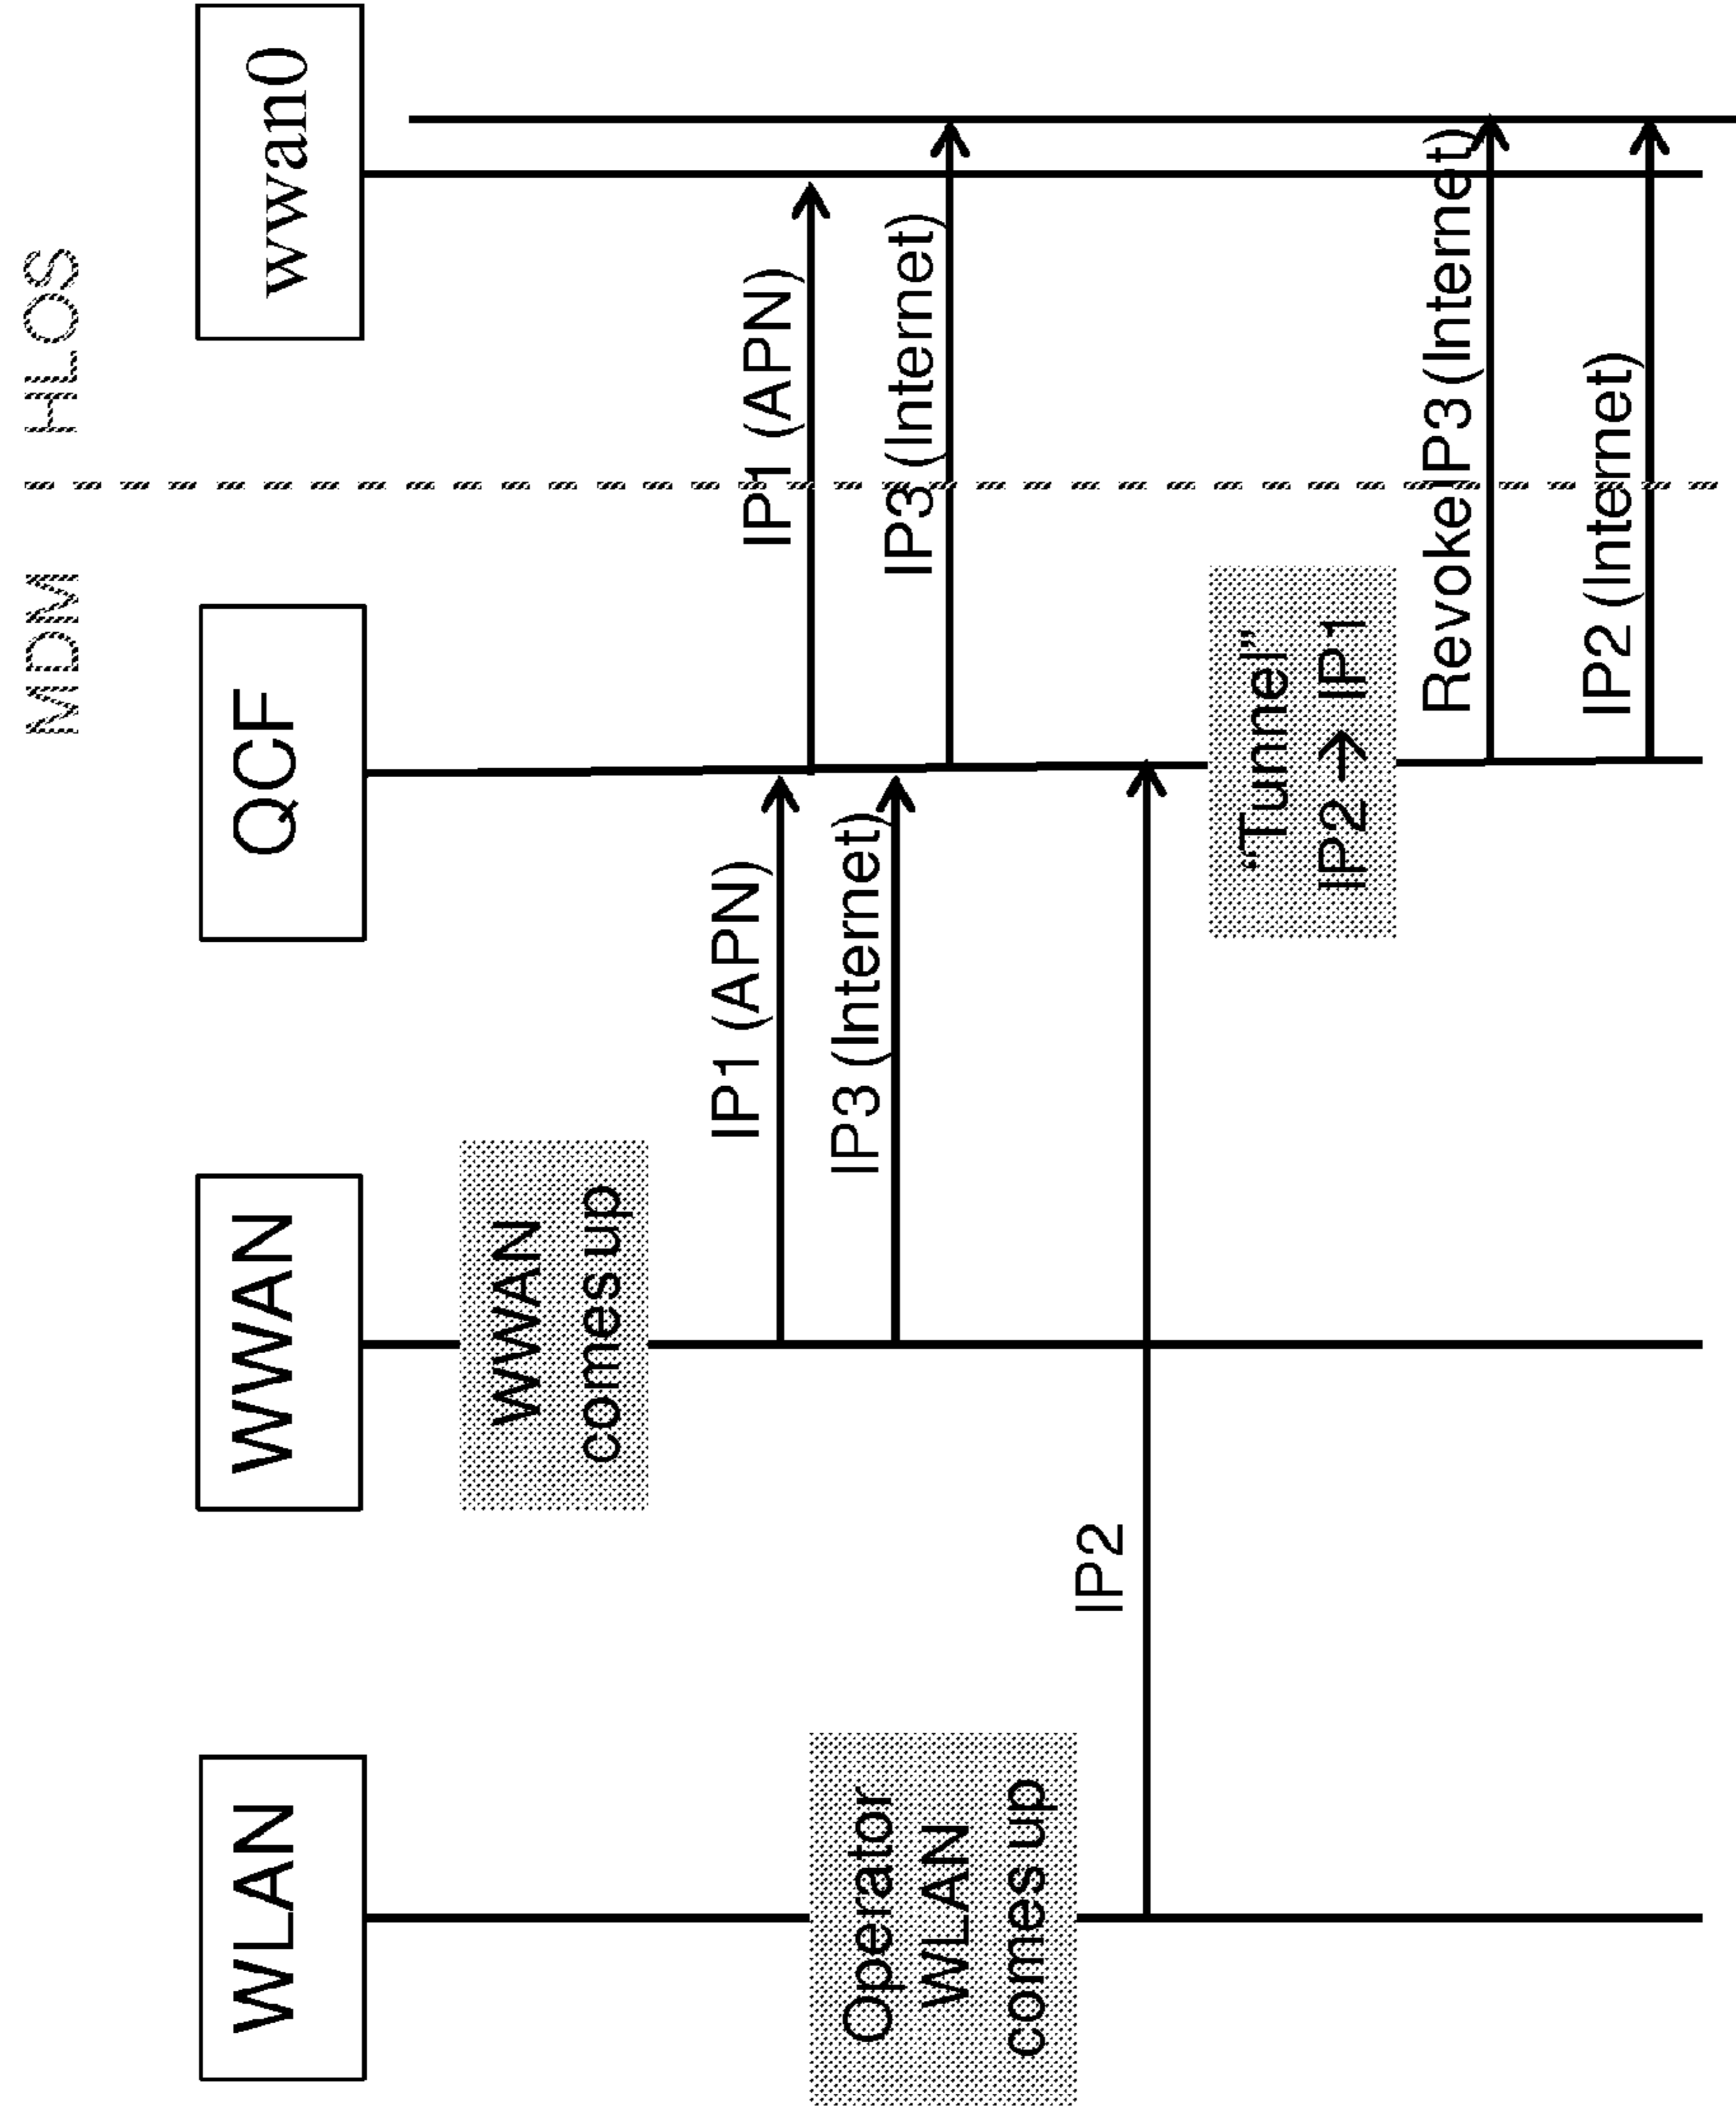 MDM
HLOS
WLAN
WWAN
QCF
wwan0
WWAN
comes up
IP1 (APN)
IP1 (APN)
IP3 (Internet)
IP3 (Internet)
Operator
WLAN
comes up
IP2
“Tunnel”
IP2 → IP1
Revoke IP3 (Internet)
IP2 (Internet)